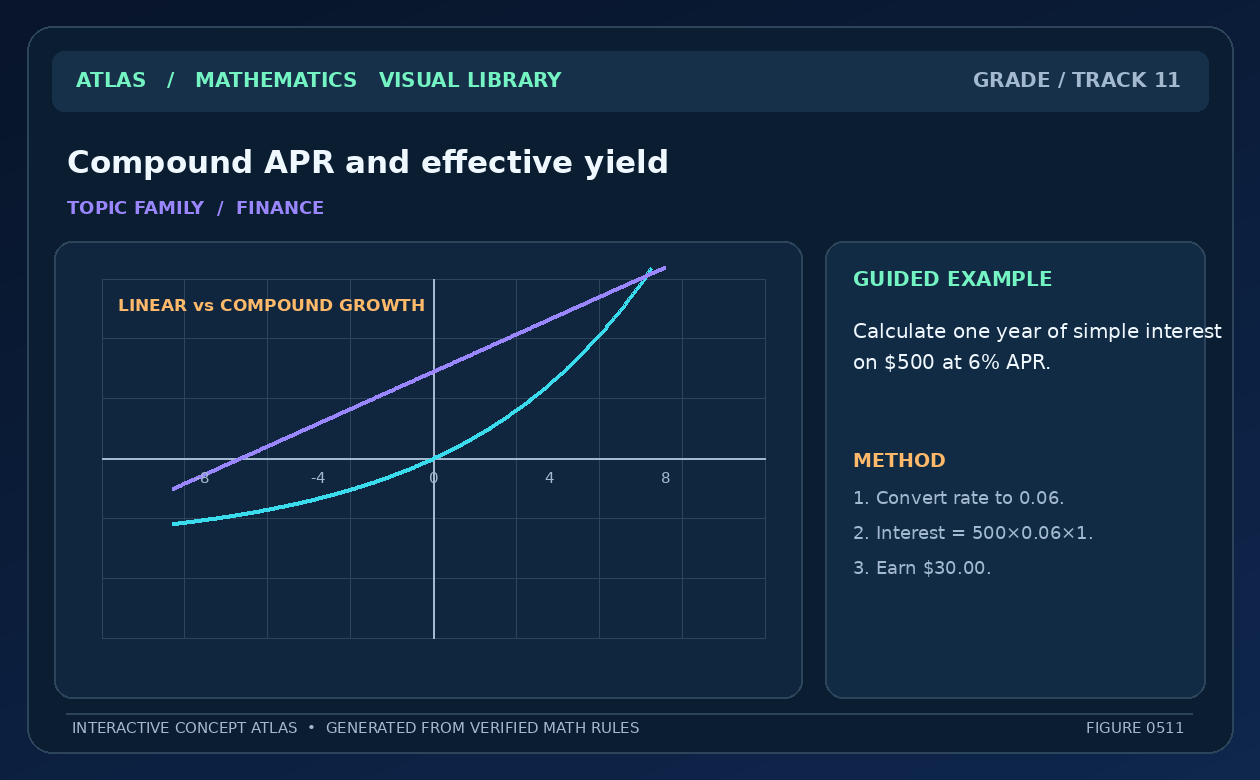 ATLAS / MATHEMATICS VISUAL LIBRARY
GRADE / TRACK 11
Compound APR and effective yield
TOPIC FAMILY / FINANCE
LINEAR vs COMPOUND GROWTH
-8 -4 0 4 8
GUIDED EXAMPLE
Calculate one year of simple interest
on $500 at 6% APR.
METHOD
1. Convert rate to 0.06.
2. Interest = 500×0.06×1.
3. Earn $30.00.
INTERACTIVE CONCEPT ATLAS • GENERATED FROM VERIFIED MATH RULES
FIGURE 0511